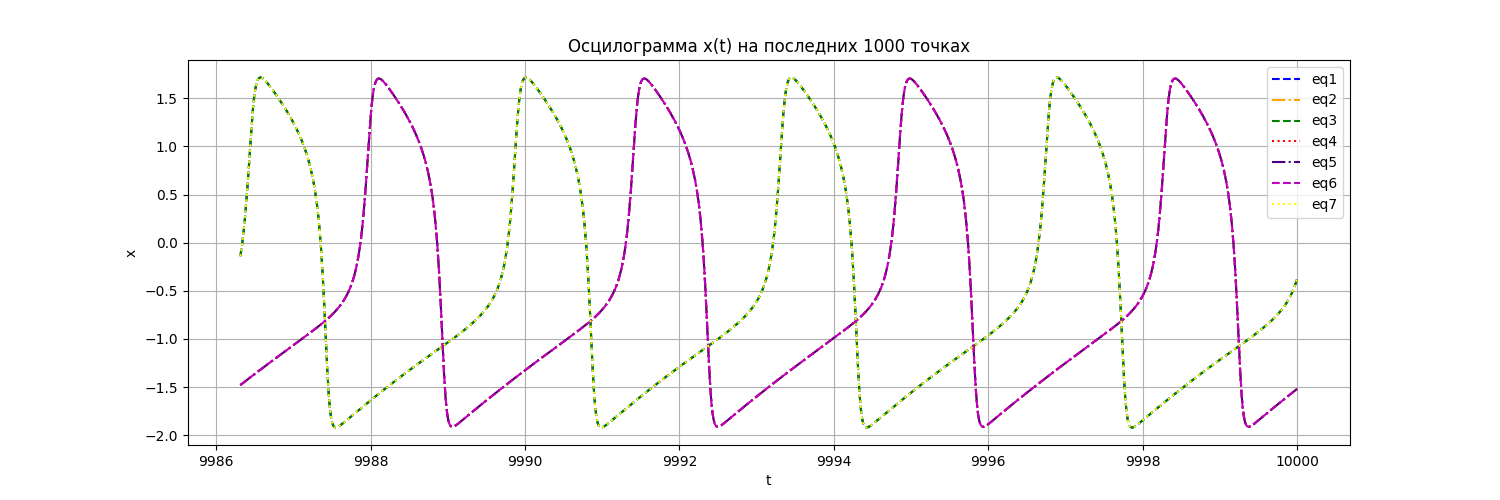 Осцилограмма x(t) на последних 1000 точках
x
1.5
1.0
0.5
0.0
−0.5
−1.0
−1.5
−2.0
9986
9988
9990
9992
9994
9996
9998
10000
t
eq1
eq2
eq3
eq4
eq5
eq6
eq7